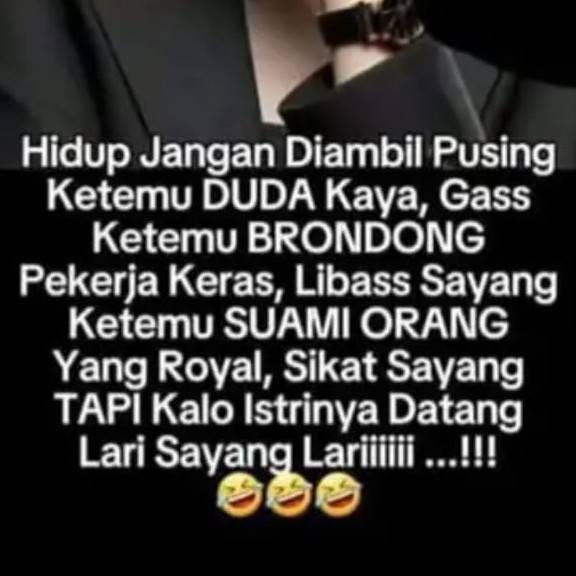 Hidup Jangan Diambil Pusing
Ketemu DUDA Kaya, Gass
Ketemu BRONDONG
Pekerja Keras, Libass Sayang
Ketemu SUAMI ORANG
Yang Royal, Sikat Sayang
TAPI Kalo Istrinya Datang
Lari Sayang Lariiiiiii ...!!!
🤣🤣🤣